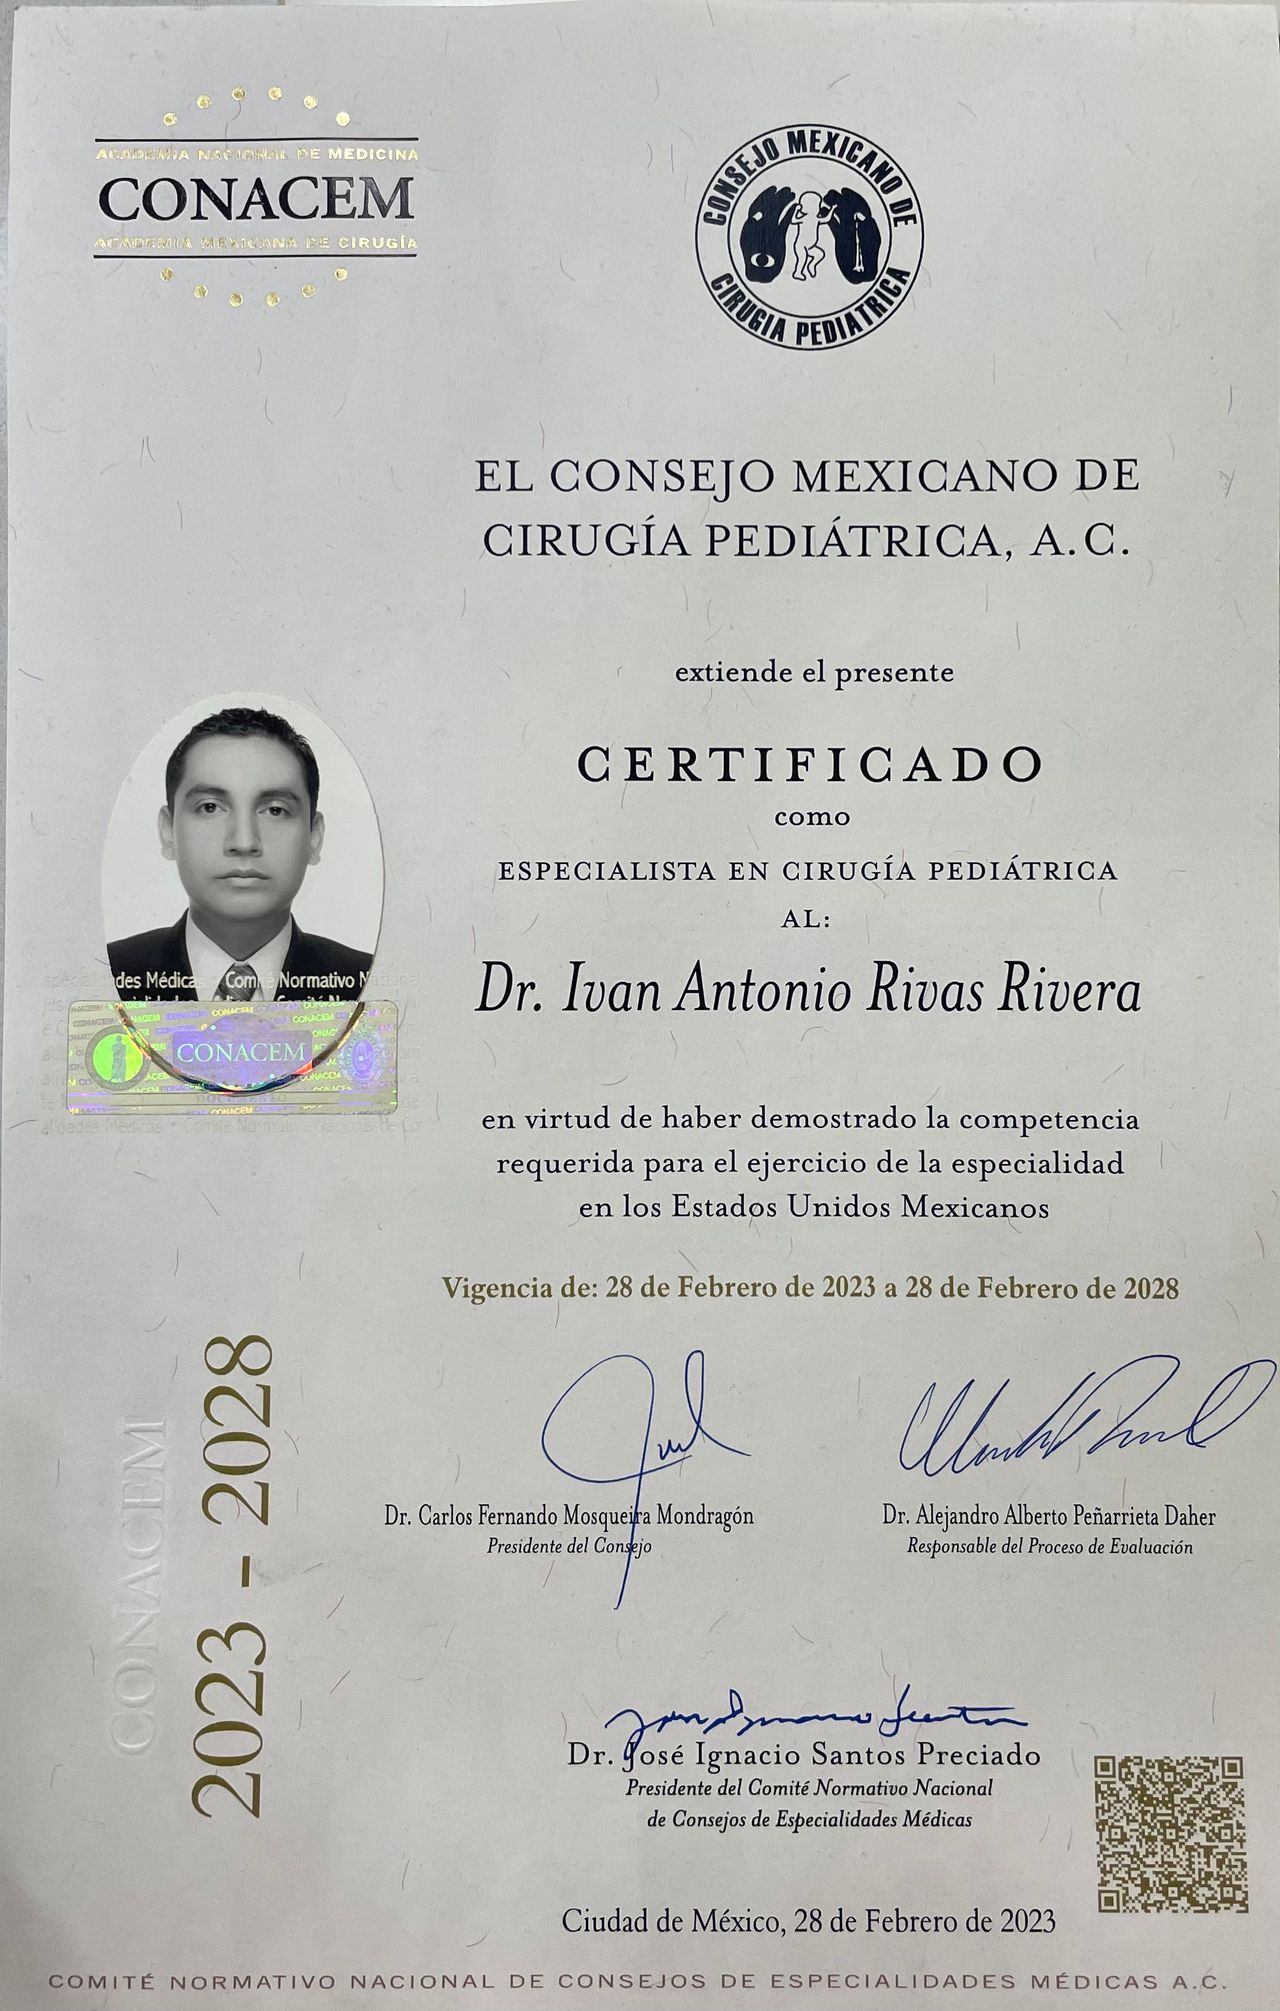 ACADEMIA NACIONAL DE MEDICINA
CONACEM
ACADEMIA MEXICANA DE CIRUGÍA
CONSEJO MEXICANO DE
CIRUGIA PEDIATRICA
EL CONSEJO MEXICANO DE
CIRUGÍA PEDIÁTRICA, A.C.
extiende el presente
CERTIFICADO
como
ESPECIALISTA EN CIRUGÍA PEDIÁTRICA
AL:
Dr. Ivan Antonio Rivas Rivera
des Médicas Comité Normativo N
CONACEM
DOCUMENTO
en virtud de haber demostrado la competencia
requerida para el ejercicio de la especialidad
en los Estados Unidos Mexicanos
Vigencia de: 28 de Febrero de 2023 a 28 de Febrero de 2028
CONACEM
2023 - 2028
Dr. Carlos Fernando Mosqueira Mondragón
Presidente del Consejo
Dr. Alejandro Alberto Peñarrieta Daher
Responsable del Proceso de Evaluación
Dr. José Ignacio Santos Preciado
Presidente del Comité Normativo Nacional
de Consejos de Especialidades Médicas
Ciudad de México, 28 de Febrero de 2023
COMITÉ NORMATIVO NACIONAL DE CONSEJOS DE ESPECIALIDADES MÉDICAS A.C.